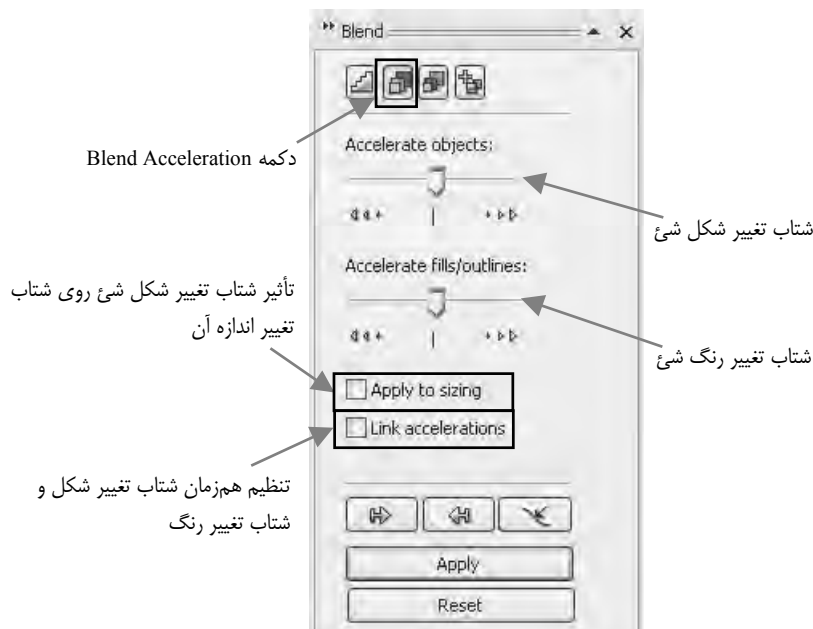 Blend
دکمه Blend Acceleration
Accelerate objects:
شتاب تغییر شکل شئ
Accelerate fills/outlines:
تأثیر شتاب تغییر شکل شئ روی شتاب
تغییر اندازه آن
شتاب تغییر رنگ شئ
Apply to sizing
Link accelerations
تنظیم هم‌زمان شتاب تغییر شکل و
شتاب تغییر رنگ
Apply
Reset